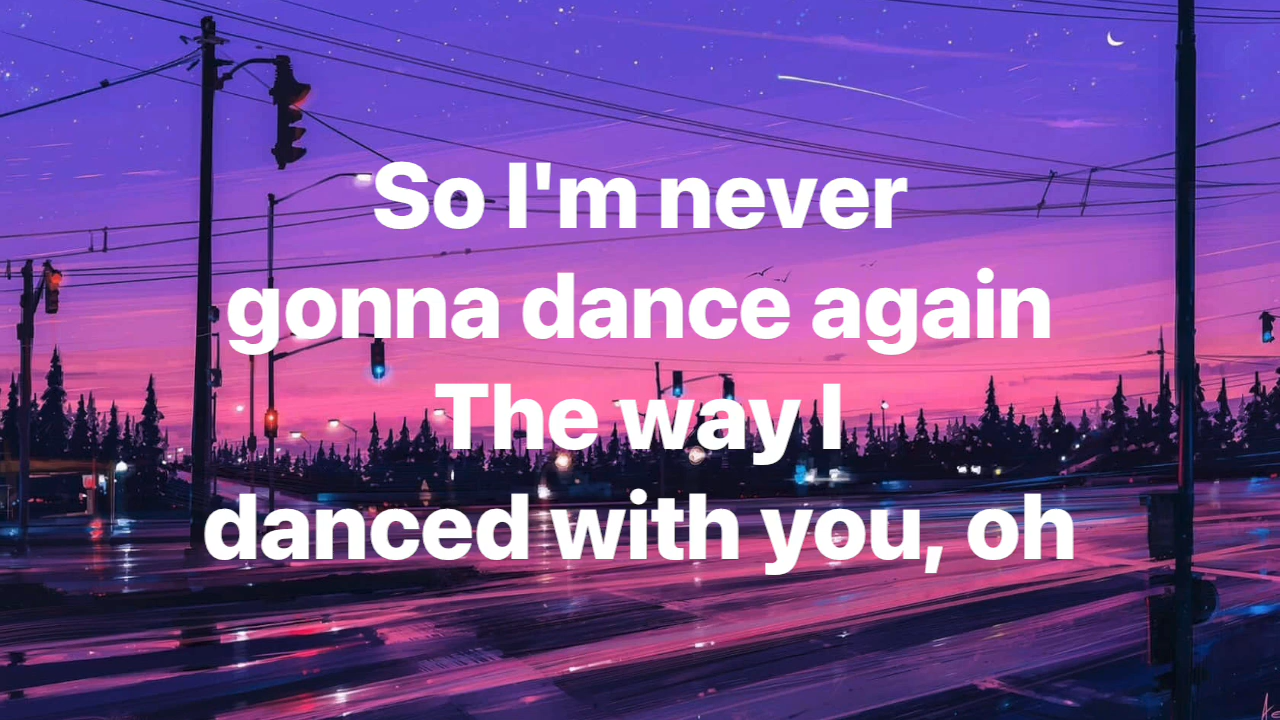 So I'm never
gonna dance again
The way I
danced with you, oh